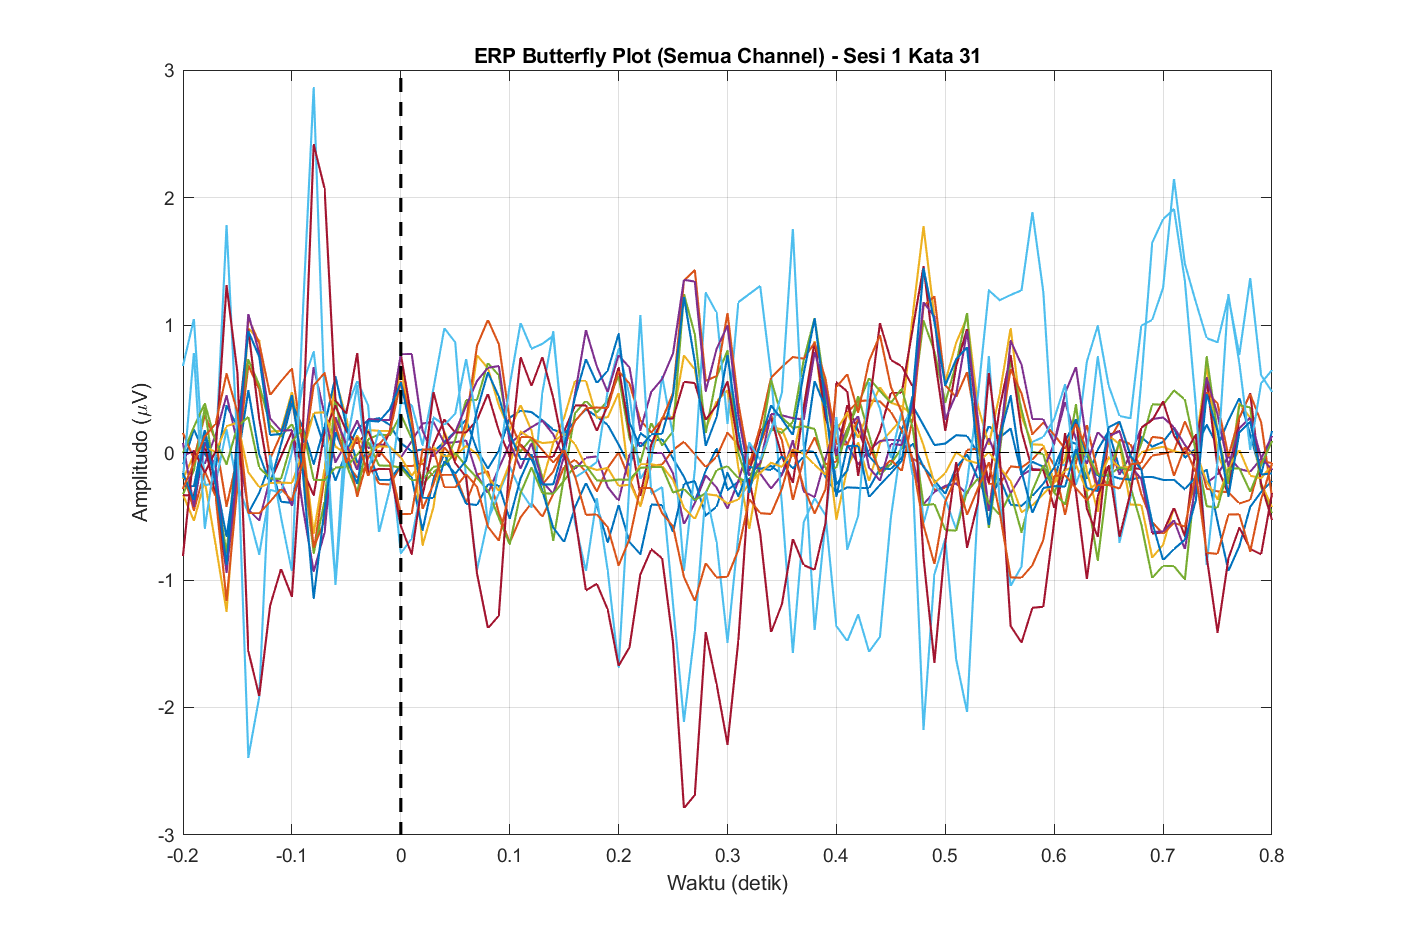 ERP Butterfly Plot (Semua Channel) - Sesi 1 Kata 31
Amplitudo (μV)
3
2
1
0
-1
-2
-3
-0.2 -0.1 0 0.1 0.2 0.3 0.4 0.5 0.6 0.7 0.8
Waktu (detik)